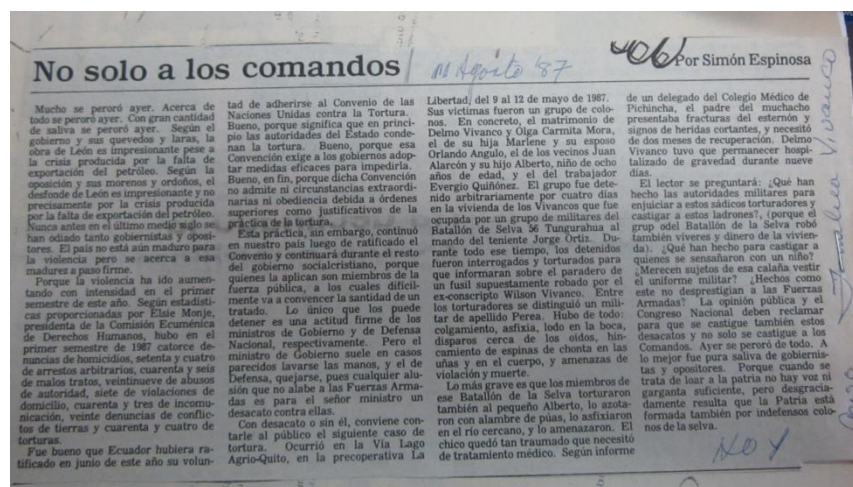 No solo a los comandos
11 Agosto '87
Por Simón Espinosa
Mucho se peroró ayer. Acerca de
todo se peroró ayer. Con gran cantidad
de saliva se peroró ayer. Según el
gobierno y sus quevedos y laras, la
obra de León es impresionante pese a
la crisis producida por la falta de
exportación del petróleo. Según la
oposición y sus morenos y ordoños, el
desfonde de León es impresionante y no
precisamente por la crisis producida
por la falta de exportación del petróleo.
Nunca antes en el último medio siglo se
han odiado tanto gobiernistas y oposi-
tores. El país no está aún maduro para
la violencia pero se acerca a esa
madures a paso firme.
Porque la violencia ha ido aumen-
tando con intensidad en el primer
semestre de este año. Según estadísti-
cas proporcionadas por Elsie Monje,
presidenta de la Comisión Ecuménica
de Derechos Humanos, hubo en el
primer semestre de 1987 catorce de-
nuncias de homicidios, setenta y cuatro
de arrestos arbitrarios, cuarenta y seis
de malos tratos, veintinueve de abusos
de autoridad, siete de violaciones de
domicilio, cuarenta y tres de incomu-
nicación, veinte denuncias de conflic-
tos de tierras y cuarenta y cuatro de
torturas.
Fue bueno que Ecuador hubiera ra-
tificado en junio de este año su volun-
tad de adherirse al Convenio de las
Naciones Unidas contra la Tortura.
Bueno, porque significa que en princi-
pio las autoridades del Estado conde-
nan la tortura. Bueno, porque esa
Convención exige a los gobiernos adop-
tar medidas eficaces para impedirla.
Bueno, en fin, porque dicha Convención
no admite ni circunstancias extraordi-
narias ni obediencia debida a órdenes
superiores como justificativos de la
práctica de la tortura.
Esta práctica, sin embargo, continuó
en nuestro país luego de ratificado el
Convenio y continuará durante el resto
del gobierno socialcristiano, porque
quienes la aplican son miembros de la
fuerza pública, a los cuales difícil-
mente va a convencer la santidad de un
tratado. Lo único que los puede
detener es una actitud firme de los
ministros de Gobierno y de Defensa
Nacional, respectivamente. Pero el
ministro de Gobierno suele en casos
parecidos lavarse las manos, y el de
Defensa, quejarse, pues cualquier alu-
sión que no alabe a las Fuerzas Arma-
das es para el señor ministro un
desacato contra ellas.
Con desacato o sin él, conviene con-
tarle al público el siguiente caso de
tortura. Ocurrió en la Vía Lago
Agrio-Quito, en la precoperativa La
Libertad, del 9 al 12 de mayo de 1987.
Sus víctimas fueron un grupo de colo-
nos. En concreto, el matrimonio de
Delmo Vivanco y Olga Carmita Mora,
el de su hija Marlene y su esposo
Orlando Angulo, el de los vecinos Juan
Alarcón y su hijo Alberto, niño de ocho
años de edad, y el del trabajador
Evergio Quiñónez. El grupo fue dete-
nido arbitrariamente por cuatro días
en la vivienda de los Vivancos que fue
ocupada por un grupo de militares del
Batallón de Selva 56 Tungurahua al
mando del teniente Jorge Ortiz. Du-
rante todo ese tiempo, los detenidos
fueron interrogados y torturados para
que informaran sobre el paradero de
un fusil supuestamente robado por el
ex-conscripto Wilson Vivanco. Entre
los torturadores se distinguió un mili-
tar de apellido Perea. Hubo de todo:
colgamiento, asfixia, lodo en la boca,
disparos cerca de los oídos, hin-
camiento de espinas de chonta en las
uñas y en el cuerpo, y amenazas de
violación y muerte.
Lo más grave es que los miembros de
ese Batallón de la Selva torturaron
también al pequeño Alberto, lo azota-
ron con alambre de púas, lo asfixiaron
en el río cercano, y lo amenazaron. El
chico quedó tan traumado que necesitó
de tratamiento médico. Según informe
de un delegado del Colegio Médico de
Pichincha, el padre del muchacho
presentaba fracturas del esternón y
signos de heridas cortantes, y necesitó
de dos meses de recuperación. Delmo
Vivanco tuvo que permanecer hospi-
talizado de gravedad durante nueve
días.
El lector se preguntará: ¿Qué han
hecho las autoridades militares para
enjuiciar a estos sádicos torturadores y
castigar a estos ladrones?, (porque el
grup odel Batallón de la Selva robó
también víveres y dinero de la vivien-
da). ¿Qué han hecho para castigar a
quienes se ensañaron con un niño?
¿Merecen sujetos de esa calaña vestir
el uniforme militar? ¿Hechos como
este no desprestigian a las Fuerzas
Armadas? La opinión pública y el
Congreso Nacional deben reclamar
para que se castigue también estos
desacatos y no solo se castigue a los
Comandos. Ayer se peroró de todo. A
lo mejor fue pura saliva de gobiernis-
tas y opositores. Porque cuando se
trata de loar a la patria no hay voz ni
garganta suficiente, pero desgracia-
damente resulta que la Patria está
formada también por indefensos colo-
nos de la selva.
HOY
Familia Vivanco